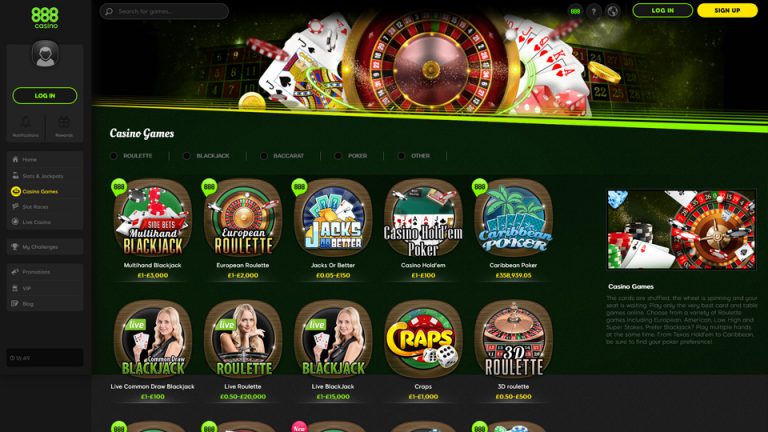 888
casino
Search for games...
888
?
LOG IN
SIGN UP
LOG IN
Notifications
Rewards
Home
Slots & Jackpots
Casino Games
Slot Races
Live Casino
My Challenges
Promotions
VIP
Blog
Casino Games
ROULETTE
BLACKJACK
BACCARAT
POKER
OTHER
888
SIDE BETS
Multihand
BLACKJACK
Multihand Blackjack
£1-£3,000
888
European
ROULETTE
European Roulette
£1-£2,000
888
JACKS
OR BETTER
Jacks Or Better
£0.05-£150
Casino Hold'em
Poker
Casino Hold'em
£1-£100
888
Caribbean
POKER
Caribbean Poker
£358,939.05
live
Common Draw
BLACKJACK
Live Common Draw Blackjack
£1-£100
live
ROULETTE
Live Roulette
£0.50-£20,000
live
BLACKJACK
Live BlackJack
£1-£15,000
CRAPS
Craps
£1-£1,000
3D
ROULETTE
3D roulette
£0.50-£500
888
888
New
888
888
Casino Games
The cards are shuffled, the wheel is spinning and your
seat is waiting. Play only the very best card and table
games online. Choose from a variety of Roulette
games including European, American, Low, High and
Super Stakes. Prefer Blackjack? Play multiple hands
at the same time. From Texas Hold'em to Caribbean,
be sure to find your poker preference!